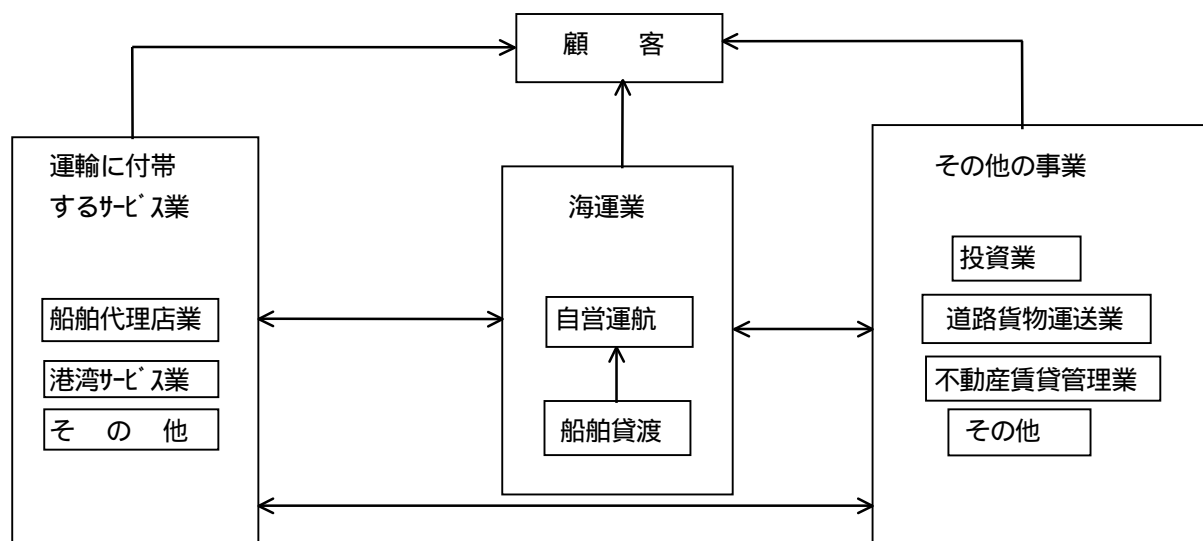 顧　客
運輸に付帯
するｻｰﾋﾞｽ業
船舶代理店業
港湾ｻｰﾋﾞｽ業
そ　の　他
海運業
自営運航
船舶貸渡
その他の事業
投資業
道路貨物運送業
不動産賃貸管理業
その他